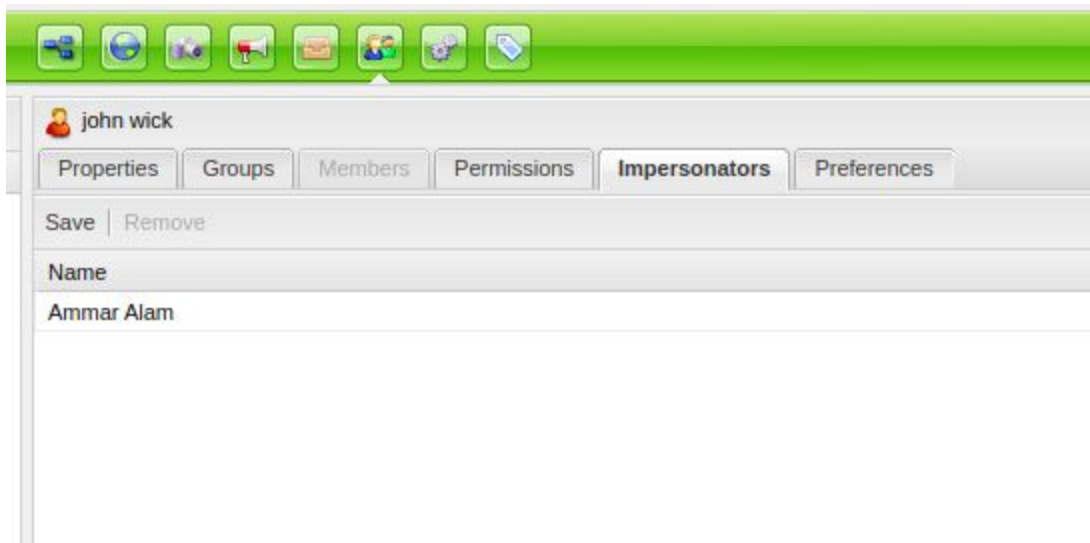 john wick
Properties Groups Members Permissions Impersonators Preferences
Save Remove
Name
Ammar Alam